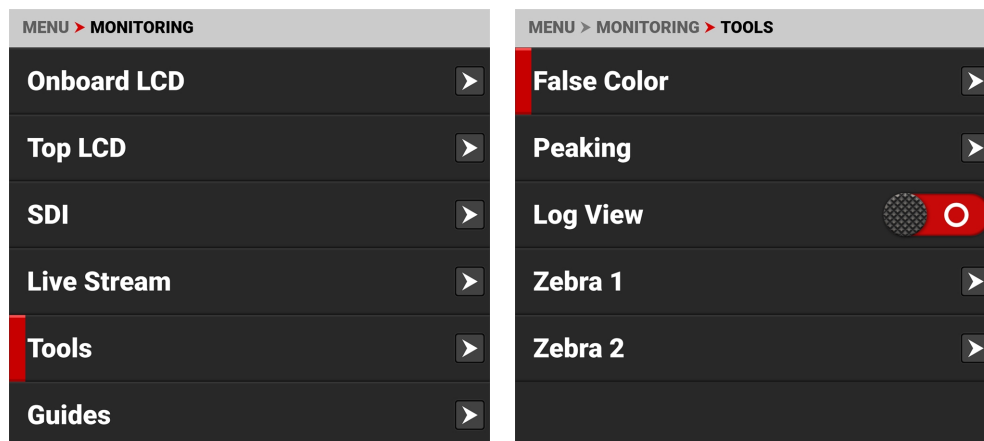 MENU ➤ MONITORING
Onboard LCD
Top LCD
SDI
Live Stream
Tools
Guides
MENU ➤ MONITORING ➤ TOOLS
False Color
Peaking
Log View
Zebra 1
Zebra 2